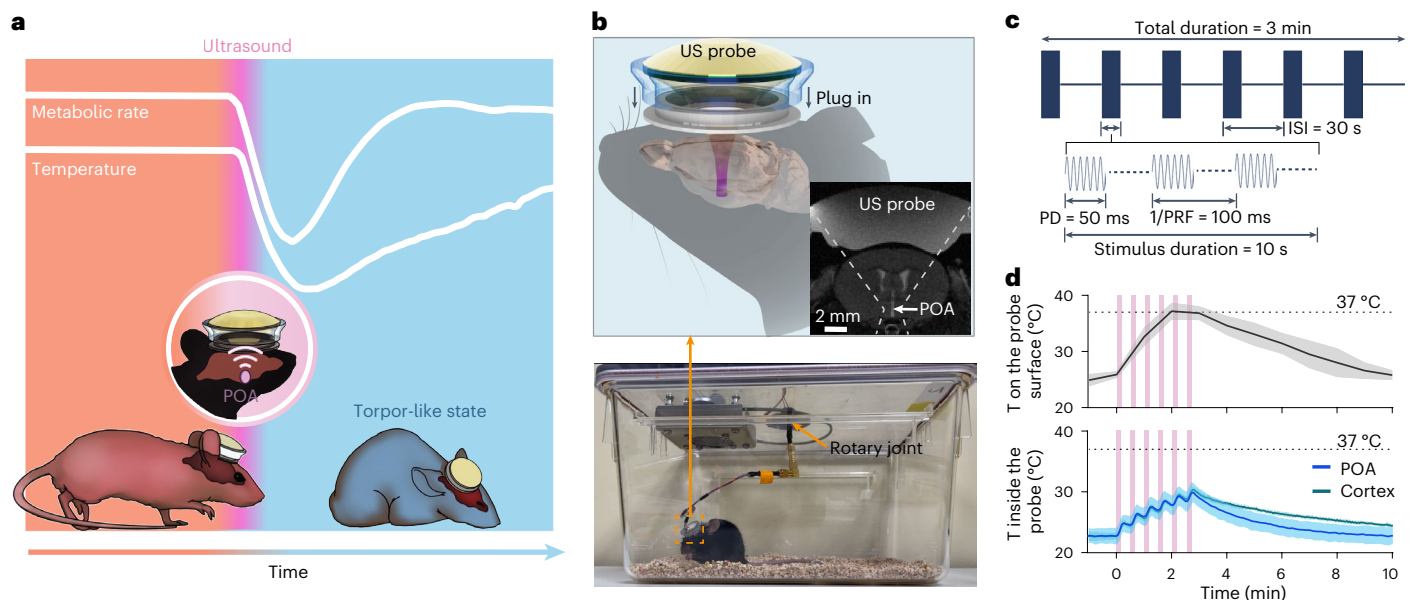 a
Ultrasound
Metabolic rate
Temperature
POA
Torpor-like state
Time
b
US probe
Plug in
US probe
POA
2 mm
Rotary joint
c
Total duration = 3 min
ISI = 30 s
PD = 50 ms
1/PRF = 100 ms
Stimulus duration = 10 s
d
40
37 °C
30
20
T on the probe
surface (°C)
40
37 °C
POA
Cortex
30
20
T inside the
probe (°C)
0
2
4
6
8
10
Time (min)